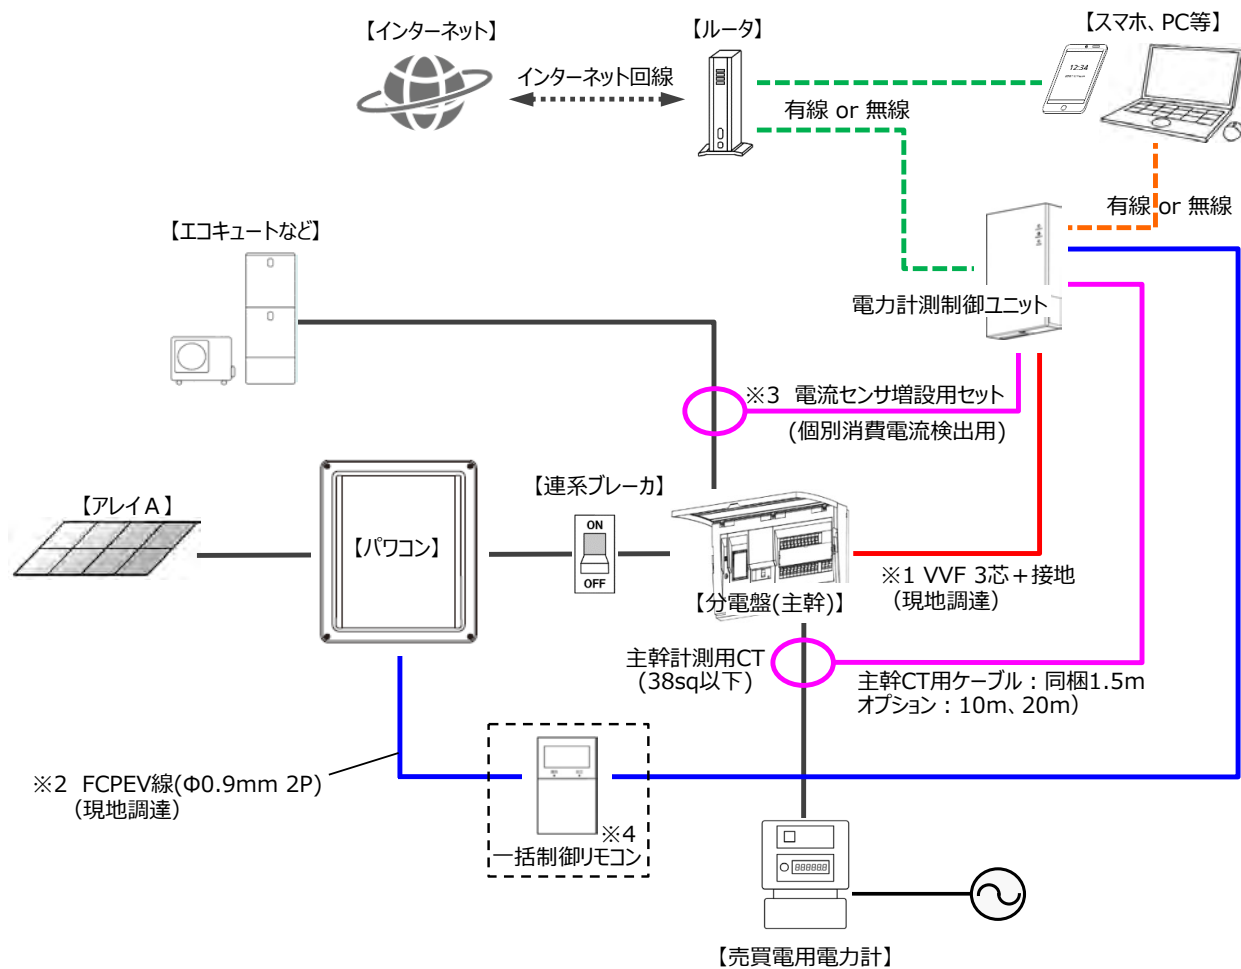 【インターネット】
【ルータ】
【スマホ、PC等】
12:34
インターネット回線
有線 or 無線
有線 or 無線
【エコキュートなど】
電力計測制御ユニット
※3 電流センサ増設用セット
(個別消費電流検出用)
【連系ブレーカ】
【アレイA】
ON
【パワコン】
OFF
※1 VVF 3芯＋接地
（現地調達）
【分電盤(主幹)】
主幹計測用CT
(38sq以下)
主幹CT用ケーブル：同梱1.5m
オプション：10m、20m）
※2 FCPEV線(Φ0.9mm 2P)
（現地調達）
※4
一括制御リモコン
888888
【売買電用電力計】